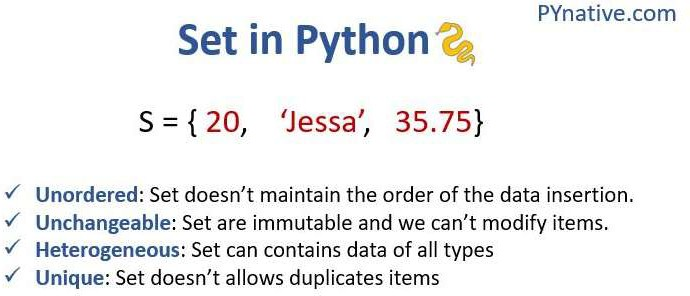 PYnative.com
Set in Python
S = { 20, ‘Jessa’, 35.75}
✓ Unordered: Set doesn’t maintain the order of the data insertion.
✓ Unchangeable: Set are immutable and we can’t modify items.
✓ Heterogeneous: Set can contains data of all types
✓ Unique: Set doesn’t allows duplicates items